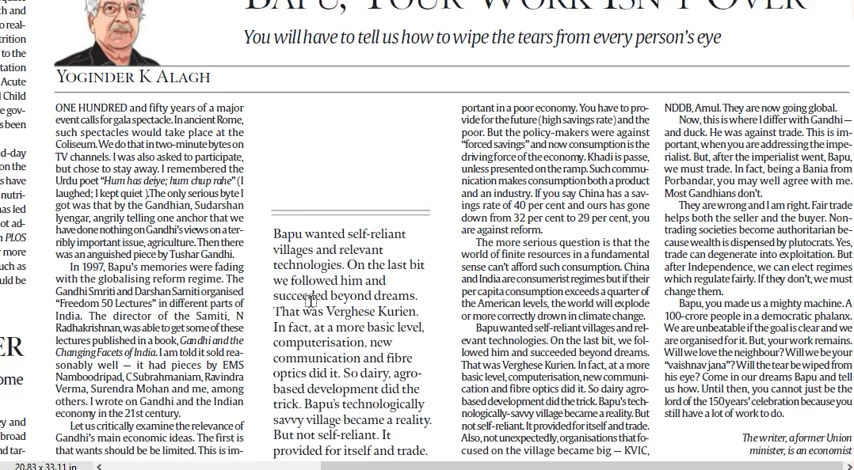 BAPU, YOUR WORK ISN'T OVER
You will have to tell us how to wipe the tears from every person's eye
YOGINDER K ALAGH
ONE HUNDRED and fifty years of a major
event calls for gala spectacle. In ancient Rome,
such spectacles would take place at the
Coliseum. We do that in two-minute bytes on
TV channels. I was also asked to participate,
but chose to stay away. I remembered the
Urdu poet "Hum has deiye; hum chup rahe" (I
laughed; I kept quiet ).The only serious byte I
got was that by the Gandhian, Sudarshan
Iyengar, angrily telling one anchor that we
have done nothing on Gandhi's views on a ter-
ribly important issue, agriculture. Then there
was an anguished piece by Tushar Gandhi.
In 1997, Bapu's memories were fading
with the globalising reform regime. The
Gandhi Smriti and Darshan Samiti organised
"Freedom 50 Lectures" in different parts of
India. The director of the Samiti, N
Radhakrishnan, was able to get some of these
lectures published in a book, Gandhi and the
Changing Facets of India. I am told it sold rea-
sonably well — it had pieces by EMS
Namboodripad, C Subrahmaniam, Ravindra
Verma, Surendra Mohan and me, among
others. I wrote on Gandhi and the Indian
economy in the 21st century.
Let us critically examine the relevance of
Gandhi's main economic ideas. The first is
that wants should be be limited. This is im-
Bapu wanted self-reliant
villages and relevant
technologies. On the last bit
we followed him and
succeeded beyond dreams.
That was Verghese Kurien.
In fact, at a more basic level,
computerisation, new
communication and fibre
optics did it. So dairy, agro-
based development did the
trick. Bapu's technologically
savvy village became a reality.
But not self-reliant. It
provided for itself and trade.
portant in a poor economy. You have to pro-
vide for the future (high savings rate) and the
poor. But the policy-makers were against
"forced savings" and now consumption is the
driving force of the economy. Khadi is passe,
unless presented on the ramp. Such commu-
nication makes consumption both a product
and an industry. If you say China has a sav-
ings rate of 40 per cent and ours has gone
down from 32 per cent to 29 per cent, you
are against reform.
The more serious question is that the
world of finite resources in a fundamental
sense can't afford such consumption. China
and India are consumerist regimes but if their
per capita consumption exceeds a quarter of
the American levels, the world will explode
or more correctly drown in climate change.
Bapu wanted self-reliant villages and rel-
evant technologies. On the last bit, we fol-
lowed him and succeeded beyond dreams.
That was Verghese Kurien. In fact, at a more
basic level, computerisation, new communi-
cation and fibre optics did it. So dairy agro-
based development did the trick. Bapu's tech-
nologically-savvy village became a reality. But
not self-reliant. It provided for itself and trade.
Also, not unexpectedly, organisations that fo-
cused on the village became big — KVIC,
NDDB, Amul. They are now going global.
Now, this is where I differ with Gandhi —
and duck. He was against trade. This is im-
portant, when you are addressing the impe-
rialist. But, after the imperialist went, Bapu,
we must trade. In fact, being a Bania from
Porbandar, you may well agree with me.
Most Gandhians don't.
They are wrong and I am right. Fair trade
helps both the seller and the buyer. Non-
trading societies become authoritarian be-
cause wealth is dispensed by plutocrats. Yes,
trade can degenerate into exploitation. But
after Independence, we can elect regimes
which regulate fairly. If they don't, we must
change them.
Bapu, you made us a mighty machine. A
100-crore people in a democratic phalanx.
We are unbeatable if the goal is clear and we
are organised for it. But, your work remains.
Will we love the neighbour? Will we be your
"vaishnav jana"? Will the tear be wiped from
his eye? Come in our dreams Bapu and tell
us how. Until then, you cannot just be the
lord of the 150 years' celebration because you
still have a lot of work to do.
The writer, a former Union
minister, is an economist
20.83 x 33.11 in